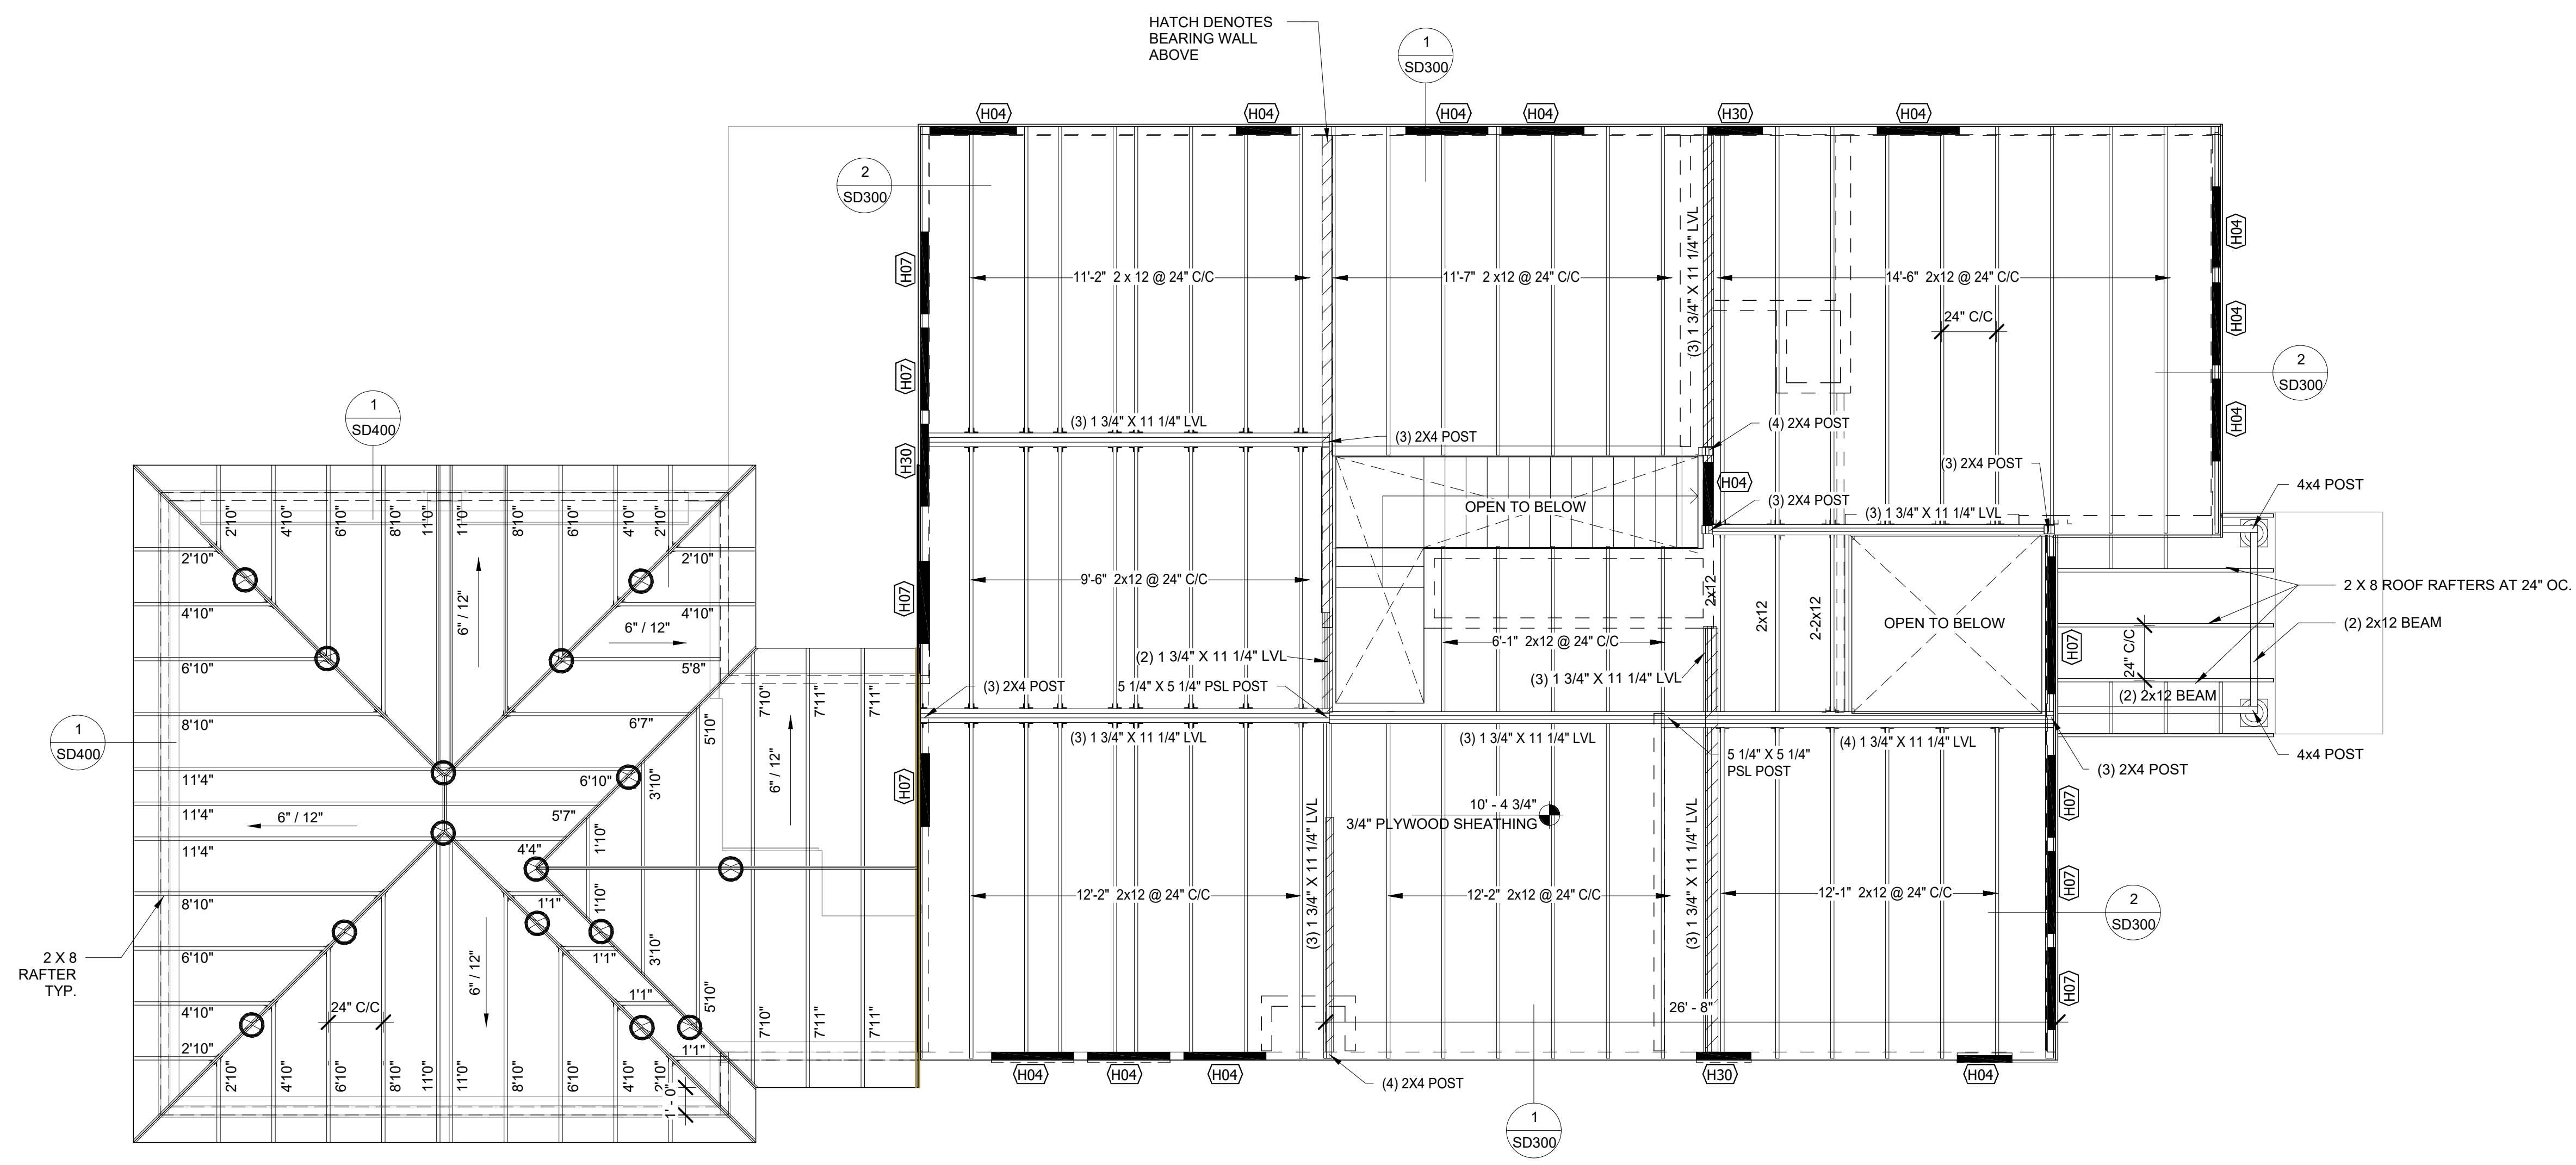 HATCH DENOTES
BEARING WALL
ABOVE
1
SD300
H04
H04
H04
H04
H30
H04
2
SD300
H07
H07
H30
H07
H07
11'-2" 2 x 12 @ 24" C/C
11'-7" 2 x12 @ 24" C/C
(3) 1 3/4" X 11 1/4" LVL
14'-6" 2x12 @ 24" C/C
24" C/C
H04
H04
H04
2
SD300
(3) 1 3/4" X 11 1/4" LVL
(3) 2X4 POST
(4) 2X4 POST
H04
(3) 2X4 POST
(3) 2X4 POST
(3) 1 3/4" X 11 1/4" LVL
OPEN TO BELOW
4x4 POST
9'-6" 2x12 @ 24" C/C
2x12
2x12
2-2x12
OPEN TO BELOW
H07
2 X 8 ROOF RAFTERS AT 24" OC.
(2) 2x12 BEAM
24" C/C
(2) 2x12 BEAM
6'-1" 2x12 @ 24" C/C
(2) 1 3/4" X 11 1/4" LVL
(3) 1 3/4" X 11 1/4" LVL
(3) 2X4 POST
5 1/4" X 5 1/4" PSL POST
(3) 1 3/4" X 11 1/4" LVL
(3) 1 3/4" X 11 1/4" LVL
5 1/4" X 5 1/4"
PSL POST
(4) 1 3/4" X 11 1/4" LVL
4x4 POST
(3) 2X4 POST
10' - 4 3/4"
3/4" PLYWOOD SHEATHING
(3) 1 3/4" X 11 1/4" LVL
(3) 1 3/4" X 11 1/4" LVL
H07
H07
H07
12'-2" 2x12 @ 24" C/C
12'-2" 2x12 @ 24" C/C
12'-1" 2x12 @ 24" C/C
2
SD300
26' - 8"
H04
H04
H04
(4) 2X4 POST
H30
H04
1
SD300
1
SD400
1
SD400
2'10"
4'10"
6'10"
8'10"
11'0"
11'0"
8'10"
6'10"
4'10"
2'10"
2'10"
2'10"
4'10"
4'10"
6" / 12"
6" / 12"
6'10"
5'8"
8'10"
6'7"
7'10"
7'11"
7'11"
5'10"
6" / 12"
11'4"
6'10"
3'10"
11'4"
5'7"
6" / 12"
1'10"
11'4"
4'4"
8'10"
1'1"
1'10"
6'10"
1'1"
3'10"
6" / 12"
2 X 8
RAFTER
TYP.
4'10"
24" C/C
1'1"
5'10"
7'10"
7'11"
7'11"
2'10"
1'1"
2'10"
4'10"
6'10"
8'10"
11'0"
11'0"
8'10"
6'10"
4'10"
2'10"
1' - 0"